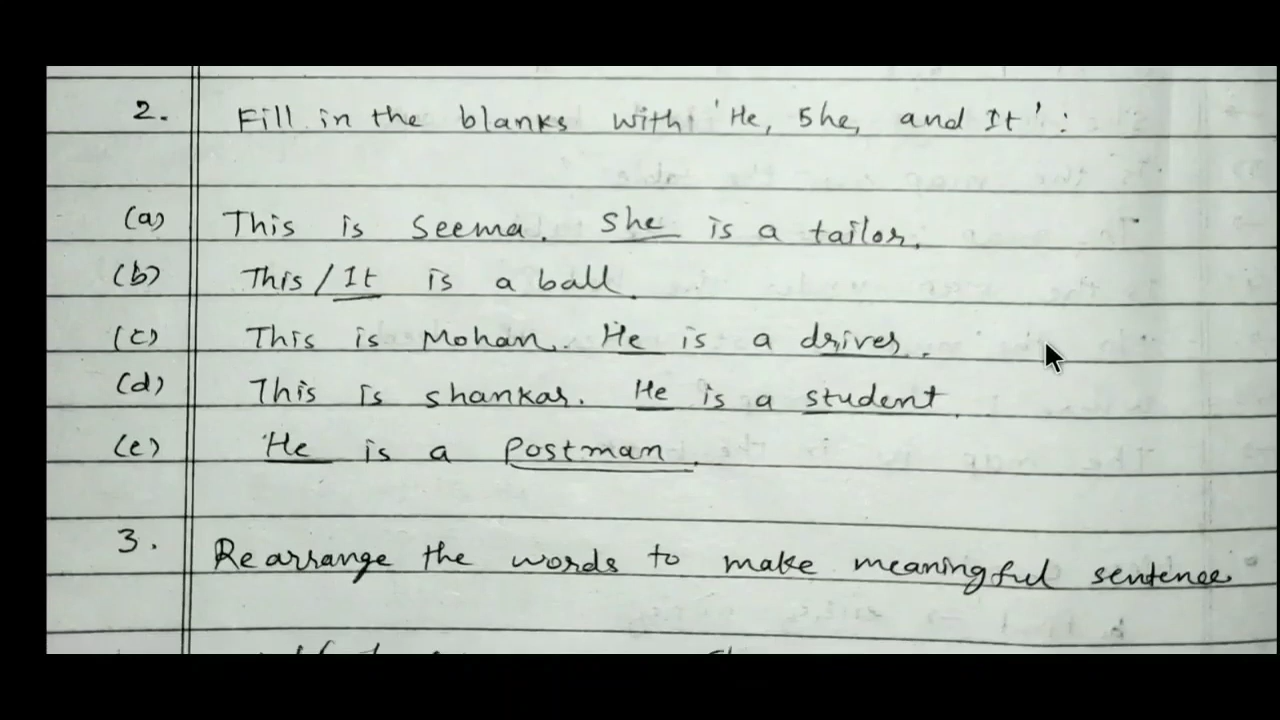 2. Fill in the blanks with 'He, She, and It':
(a) This is Seema. She is a tailor.
(b) This / It is a ball.
(c) This is Mohan. He is a driver.
(d) This is shankar. He is a student.
(e) He is a Postman.
3. Rearrange the words to make meaningful sentence